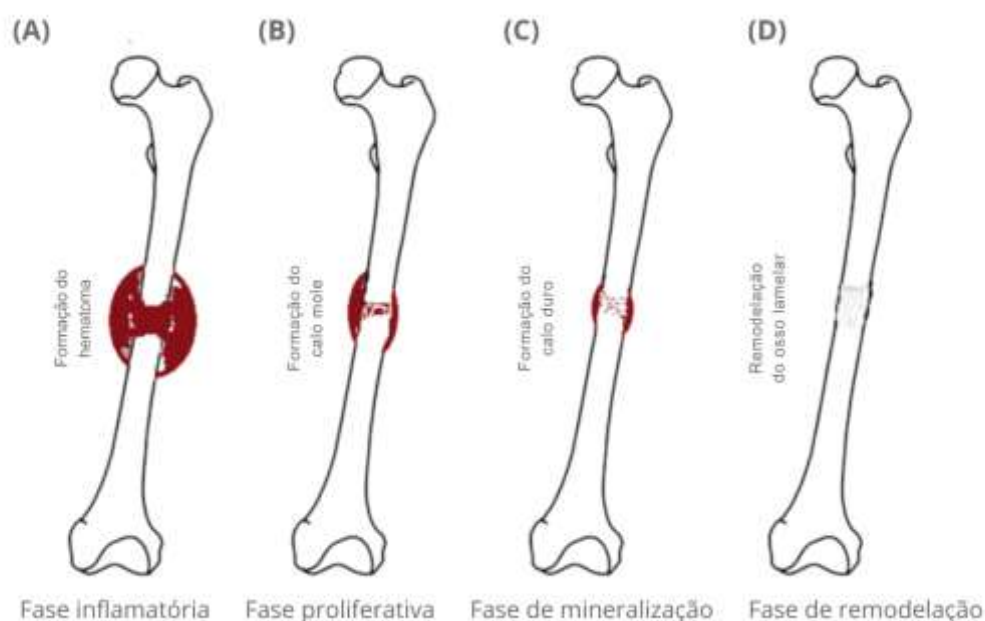 (A)
(B)
(C)
(D)
Formação do
hematoma
Formação do
calo mole
Formação do
calo duro
Remodelação
do osso lamelar
Fase inflamatória
Fase proliferativa
Fase de mineralização
Fase de remodelação